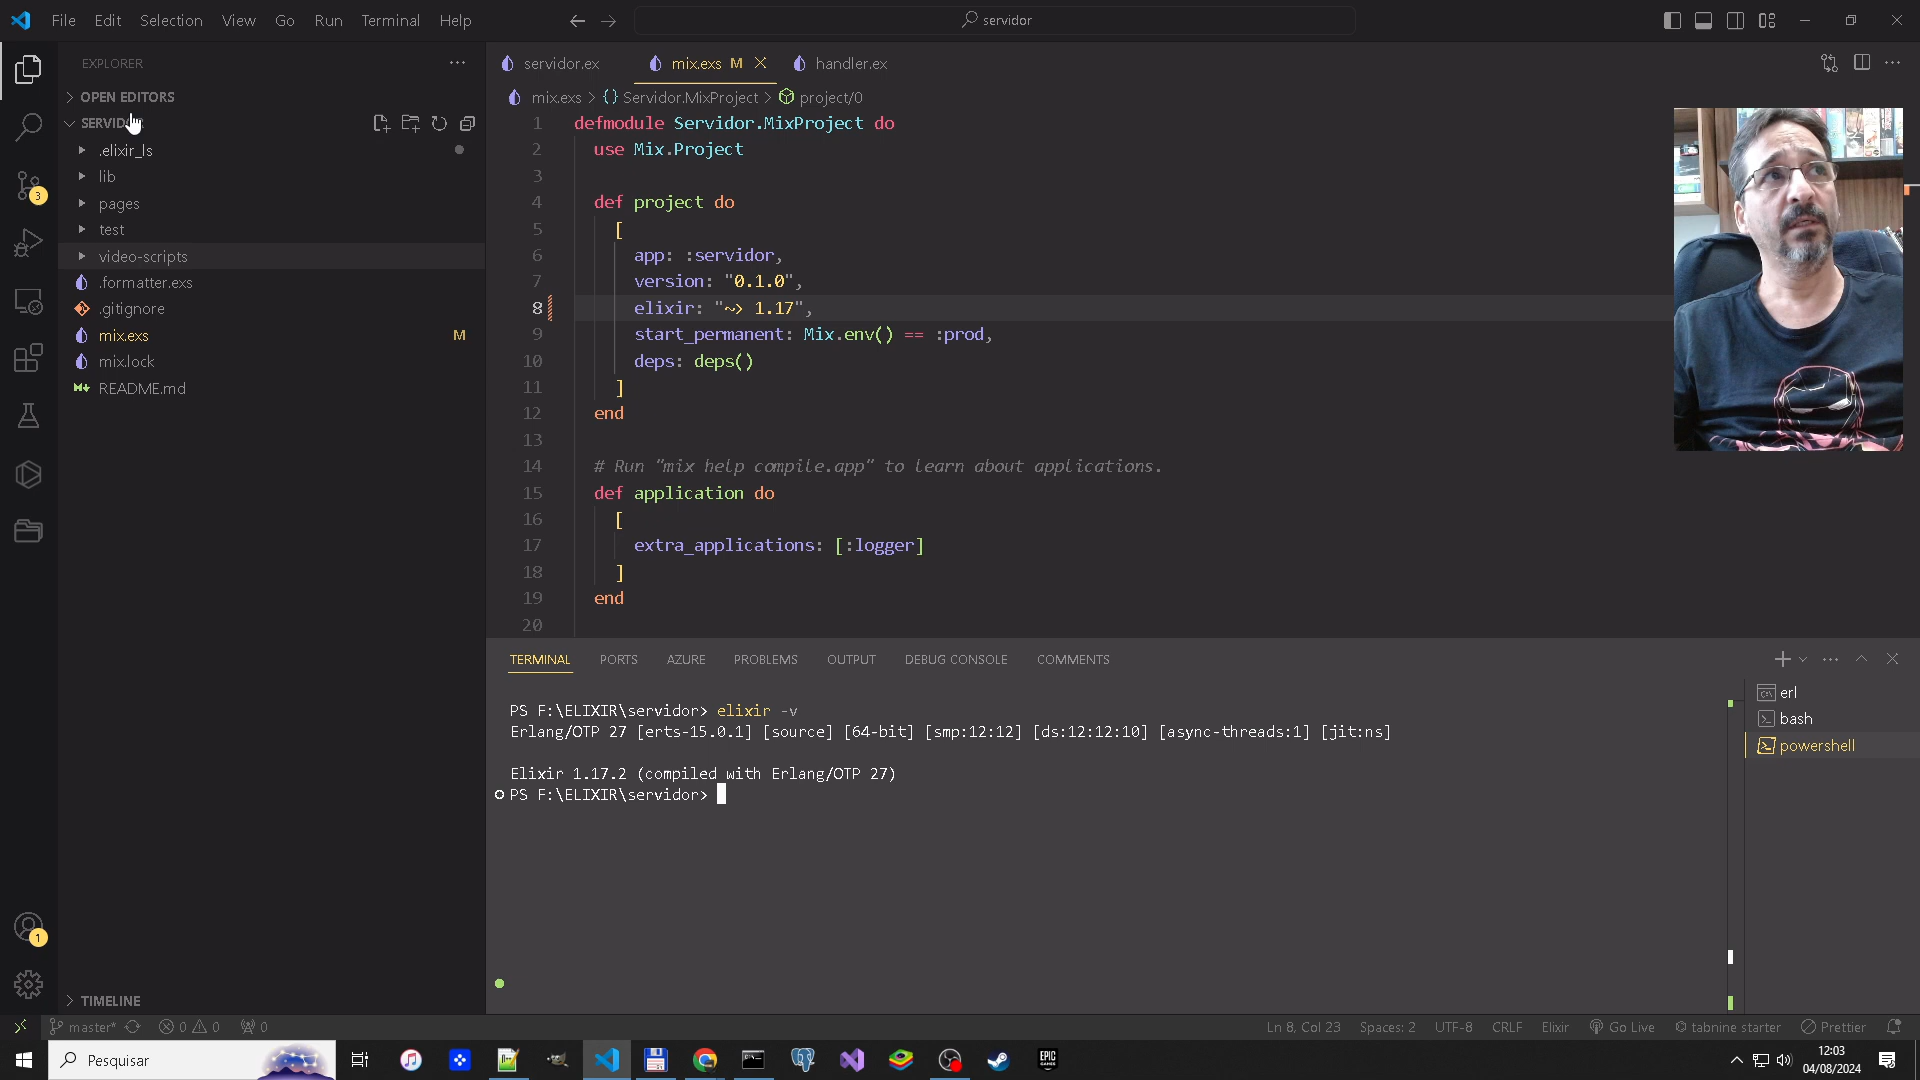 File Edit Selection View Go Run Terminal Help
servidor
EXPLORER
OPEN EDITORS
SERVIDOR
.elixir_ls
lib
pages
test
video-scripts
.formatter.exs
.gitignore
mix.exs M
mix.lock
README.md
TIMELINE
servidor.ex mix.exs M handler.ex
mix.exs > {} Servidor.MixProject > project/0
1 defmodule Servidor.MixProject do
2 use Mix.Project
3
4 def project do
5 [
6 app: :servidor,
7 version: "0.1.0",
8 elixir: "~> 1.17",
9 start_permanent: Mix.env() == :prod,
10 deps: deps()
11 ]
12 end
13
14 # Run "mix help compile.app" to learn about applications.
15 def application do
16 [
17 extra_applications: [:logger]
18 ]
19 end
20
TERMINAL PORTS AZURE PROBLEMS OUTPUT DEBUG CONSOLE COMMENTS
PS F:\ELIXIR\servidor> elixir -v
Erlang/OTP 27 [erts-15.0.1] [source] [64-bit] [smp:12:12] [ds:12:12:10] [async-threads:1] [jit:ns]
Elixir 1.17.2 (compiled with Erlang/OTP 27)
PS F:\ELIXIR\servidor>
erl
bash
powershell
3
1
master* 0 0 0 Ln 8, Col 23 Spaces: 2 UTF-8 CRLF Elixir Go Live tabnine starter Prettier
Pesquisar
EPIC GAMES
12:03
04/08/2024